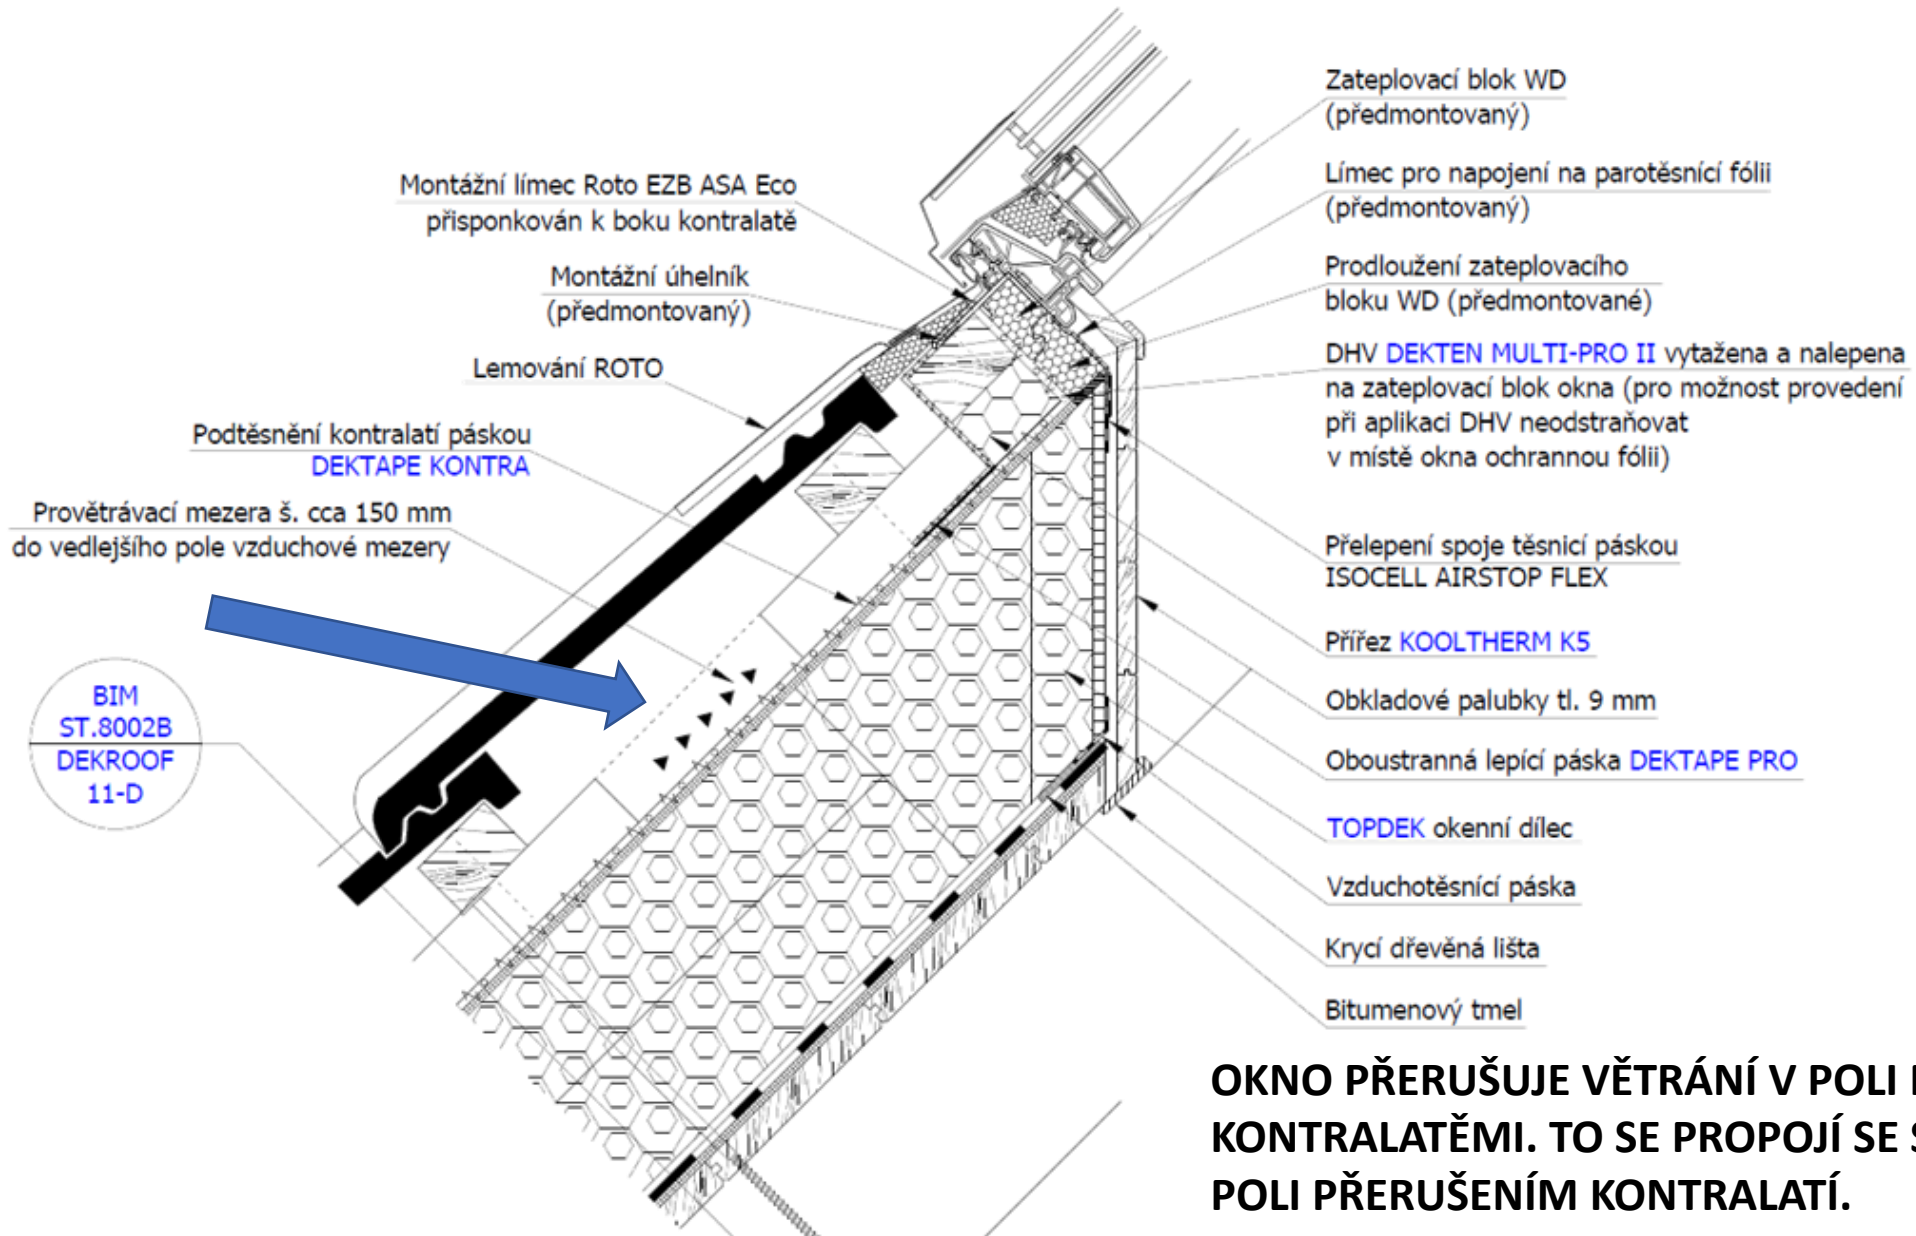 Montážní límec Roto EZB ASA Eco
přisponkován k boku kontralatě
Montážní úhelník
(předmontovaný)
Lemování ROTO
Podtěsnění kontralatí páskou
DEKTAPE KONTRA
Provětrávací mezera š. cca 150 mm
do vedlejšího pole vzduchové mezery
BIM
ST.8002B
DEKROOF
11-D
Zateplovací blok WD
(předmontovaný)
Límec pro napojení na parotěsnící fólii
(předmontovaný)
Prodloužení zateplovacího
bloku WD (předmontované)
DHV DEKTEN MULTI-PRO II vytažena a nalepena
na zateplovací blok okna (pro možnost provedení
při aplikaci DHV neodstraňovat
v místě okna ochrannou fólii)
Přelepení spoje těsnicí páskou
ISOCELL AIRSTOP FLEX
Přířez KOOLTHERM K5
Obkladové palubky tl. 9 mm
Oboustranná lepící páska DEKTAPE PRO
TOPDEK okenní dílec
Vzduchotěsnící páska
Krycí dřevěná lišta
Bitumenový tmel
OKNO PŘERUŠUJE VĚTRÁNÍ V POLI
KONTRALATĚMI. TO SE PROPOJÍ SE
POLI PŘERUŠENÍM KONTRALATÍ.